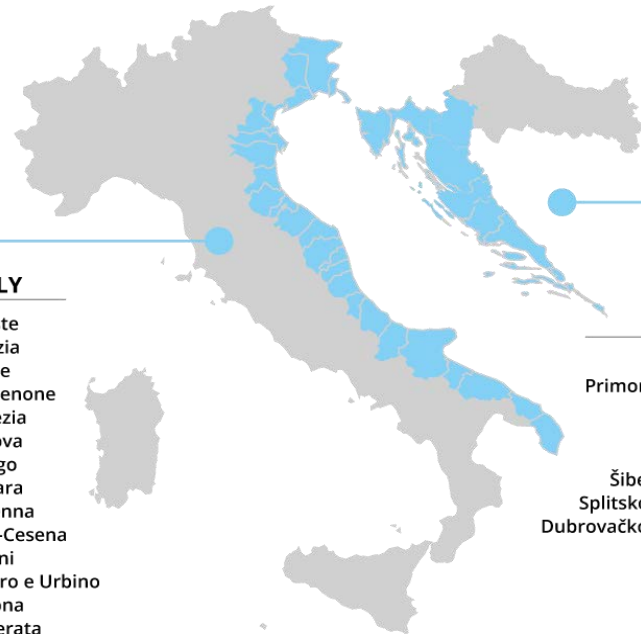 LY
te
zia
e
enone
ezia
ova
go
ara
nna
-Cesena
ni
ro e Urbino
ona
erata
Primor
Šibe
Splitsko
Dubrovačko